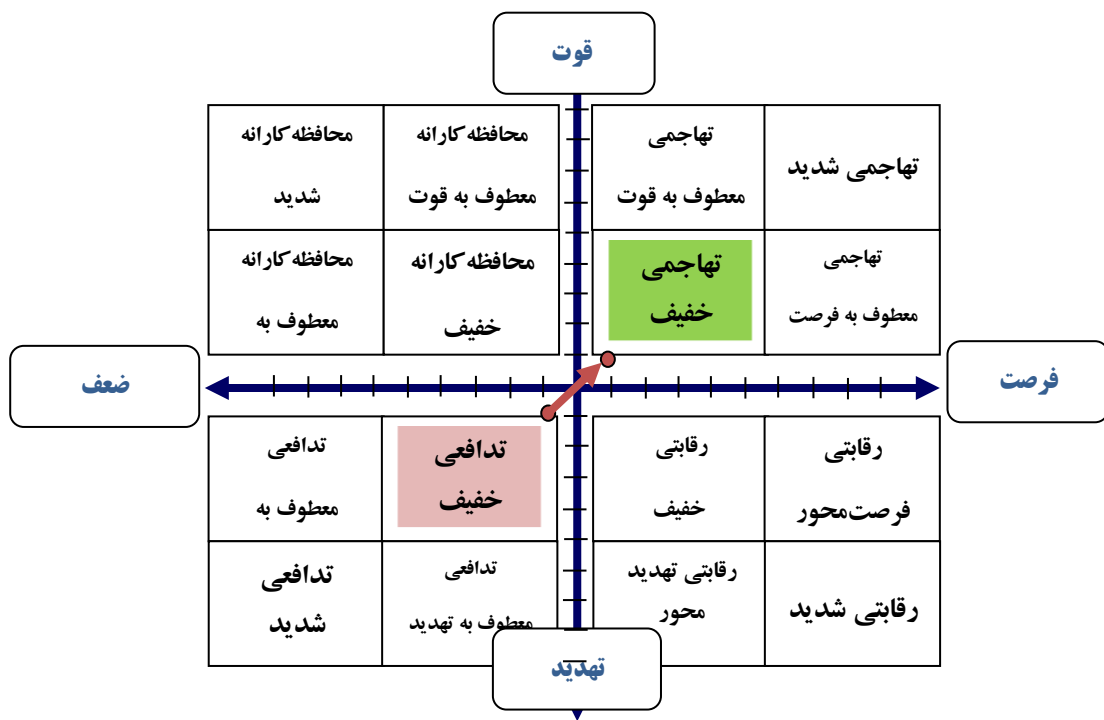 قوت
تهاجمی شدید
تهاجمی
معطوف به قوت
محافظه‌کارانه
معطوف به قوت
محافظه‌کارانه
شدید
تهاجمی
معطوف به فرصت
تهاجمی
خفیف
محافظه‌کارانه
خفیف
محافظه‌کارانه
معطوف به
فرصت
ضعف
رقابتی
فرصت‌محور
رقابتی
خفیف
تدافعی
خفیف
تدافعی
معطوف به
رقابتی شدید
رقابتی تهدید
محور
تدافعی
معطوف به تهدید
تدافعی
شدید
تهدید